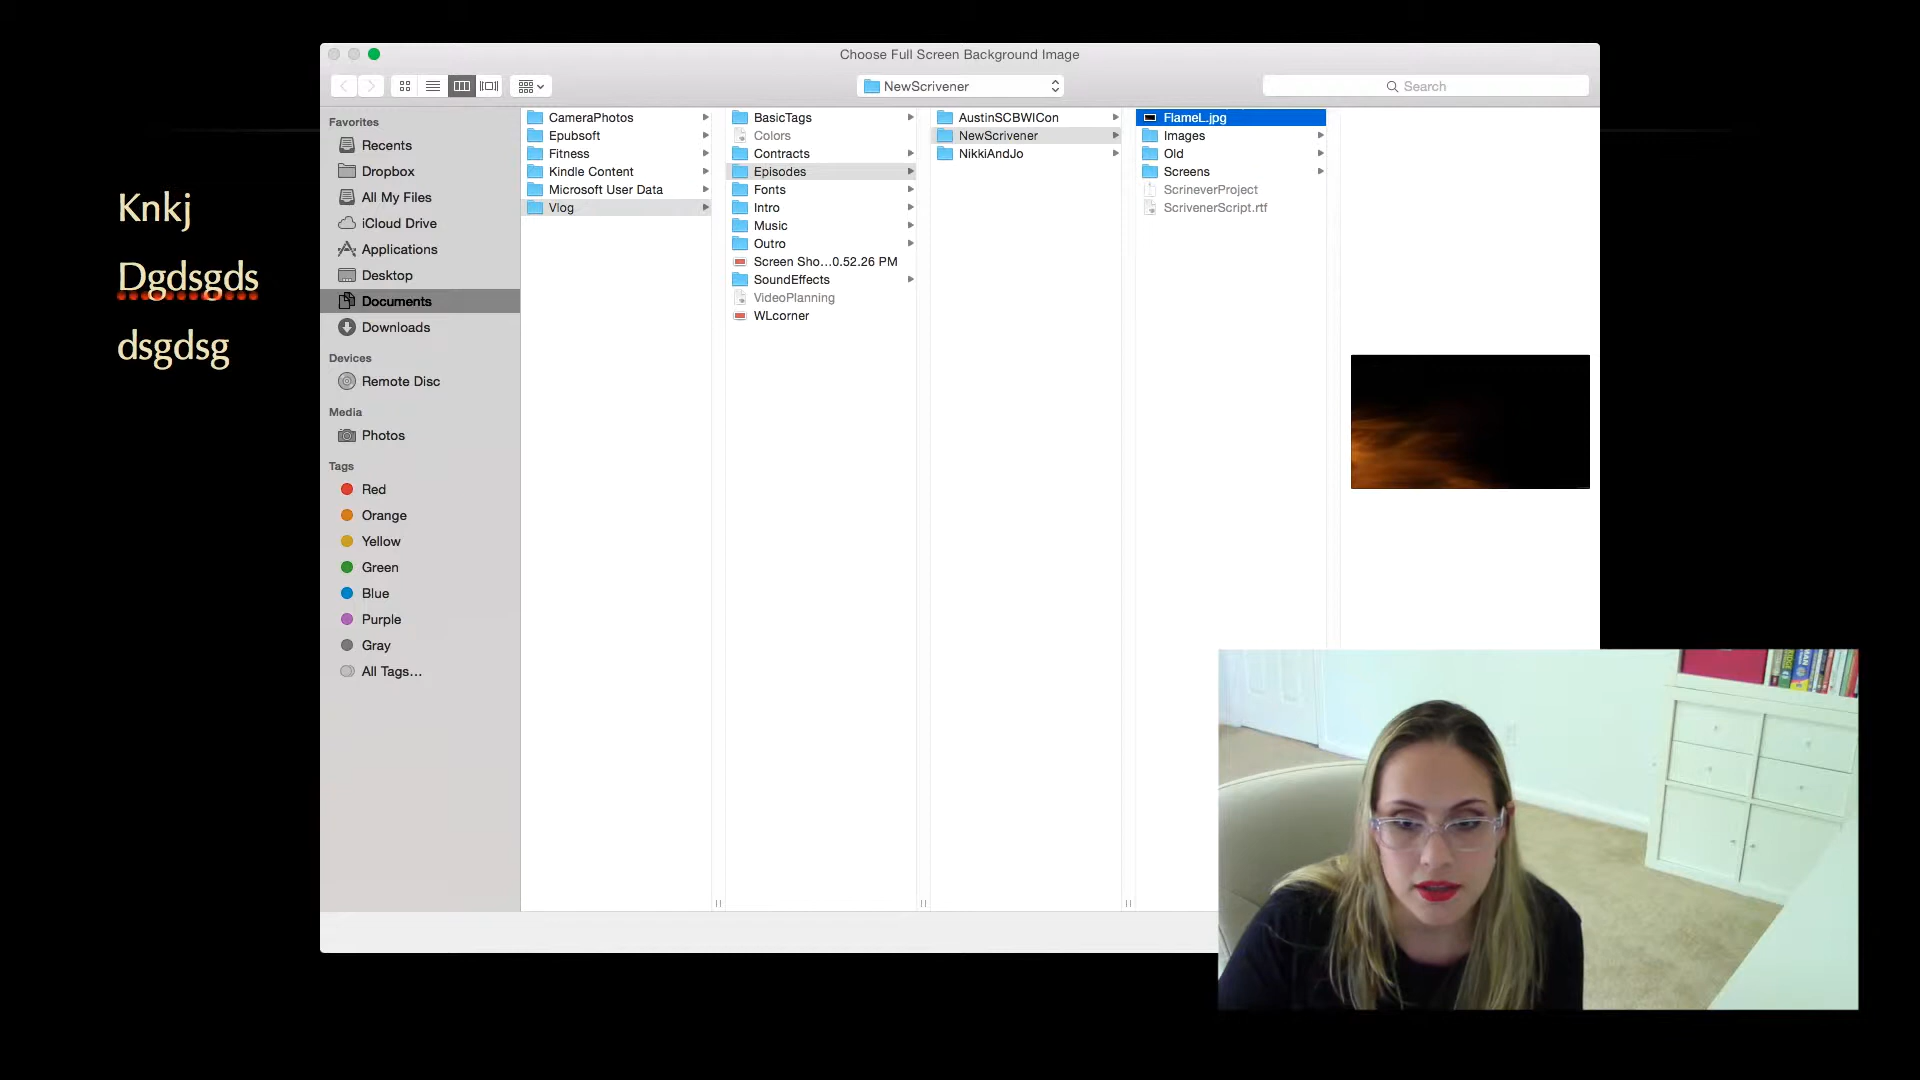 Choose Full Screen Background Image
NewScrivener
Search
Knkj
Dgdsgds
dsgdsg
Favorites
Recents
Dropbox
All My Files
iCloud Drive
Applications
Desktop
Documents
Downloads
Devices
Remote Disc
Media
Photos
Tags
Red
Orange
Yellow
Green
Blue
Purple
Gray
All Tags...
CameraPhotos
Epubsoft
Fitness
Kindle Content
Microsoft User Data
Vlog
BasicTags
Colors
Contracts
Episodes
Fonts
Intro
Music
Outro
Screen Sho...0.52.26 PM
SoundEffects
VideoPlanning
WLcorner
AustinSCBWICon
NewScrivener
NikkiAndJo
FlameL.jpg
Images
Old
Screens
ScrineverProject
ScrivenerScript.rtf